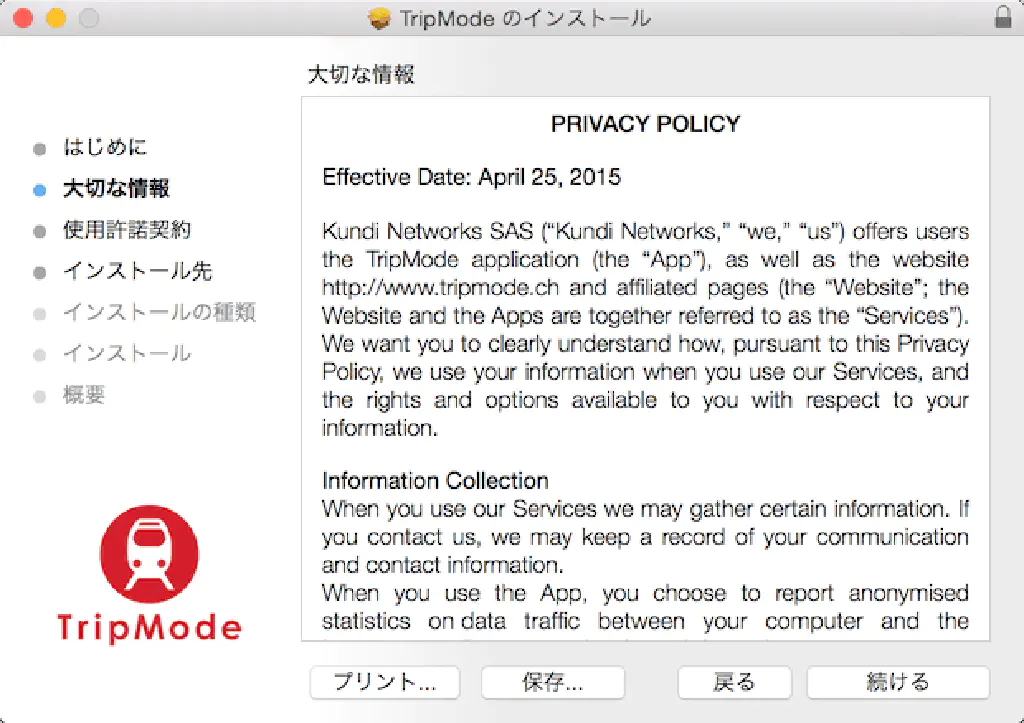 TripMode のインストール
大切な情報
はじめに
大切な情報
使用許諾契約
インストール先
インストールの種類
インストール
概要
TripMode
PRIVACY POLICY
Effective Date: April 25, 2015
Kundi Networks SAS (“Kundi Networks,” “we,” “us”) offers users
the TripMode application (the “App”), as well as the website
http://www.tripmode.ch and affiliated pages (the “Website”; the
Website and the Apps are together referred to as the “Services”).
We want you to clearly understand how, pursuant to this Privacy
Policy, we use your information when you use our Services, and
the rights and options available to you with respect to your
information.
Information Collection
When you use our Services we may gather certain information. If
you contact us, we may keep a record of your communication
and contact information.
When you use the App, you choose to report anonymised
statistics on data traffic between your computer and the
プリント...
保存...
戻る
続ける